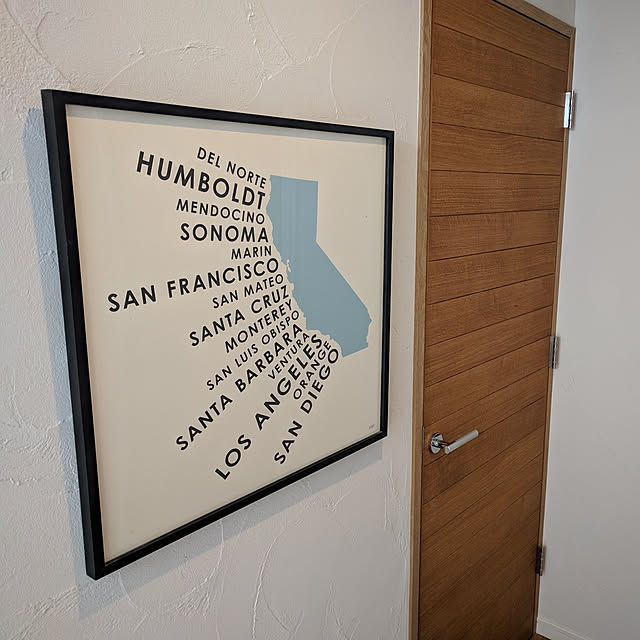 DEL NORTE
HUMBOLDT
MENDOCINO
SONOMA
MARIN
SAN FRANCISCO
SAN MATEO
SANTA CRUZ
MONTEREY
SAN LUIS OBISPO
SANTA BARBARA
VENTURA
LOS ANGELES
ORANGE
SAN DIEGO